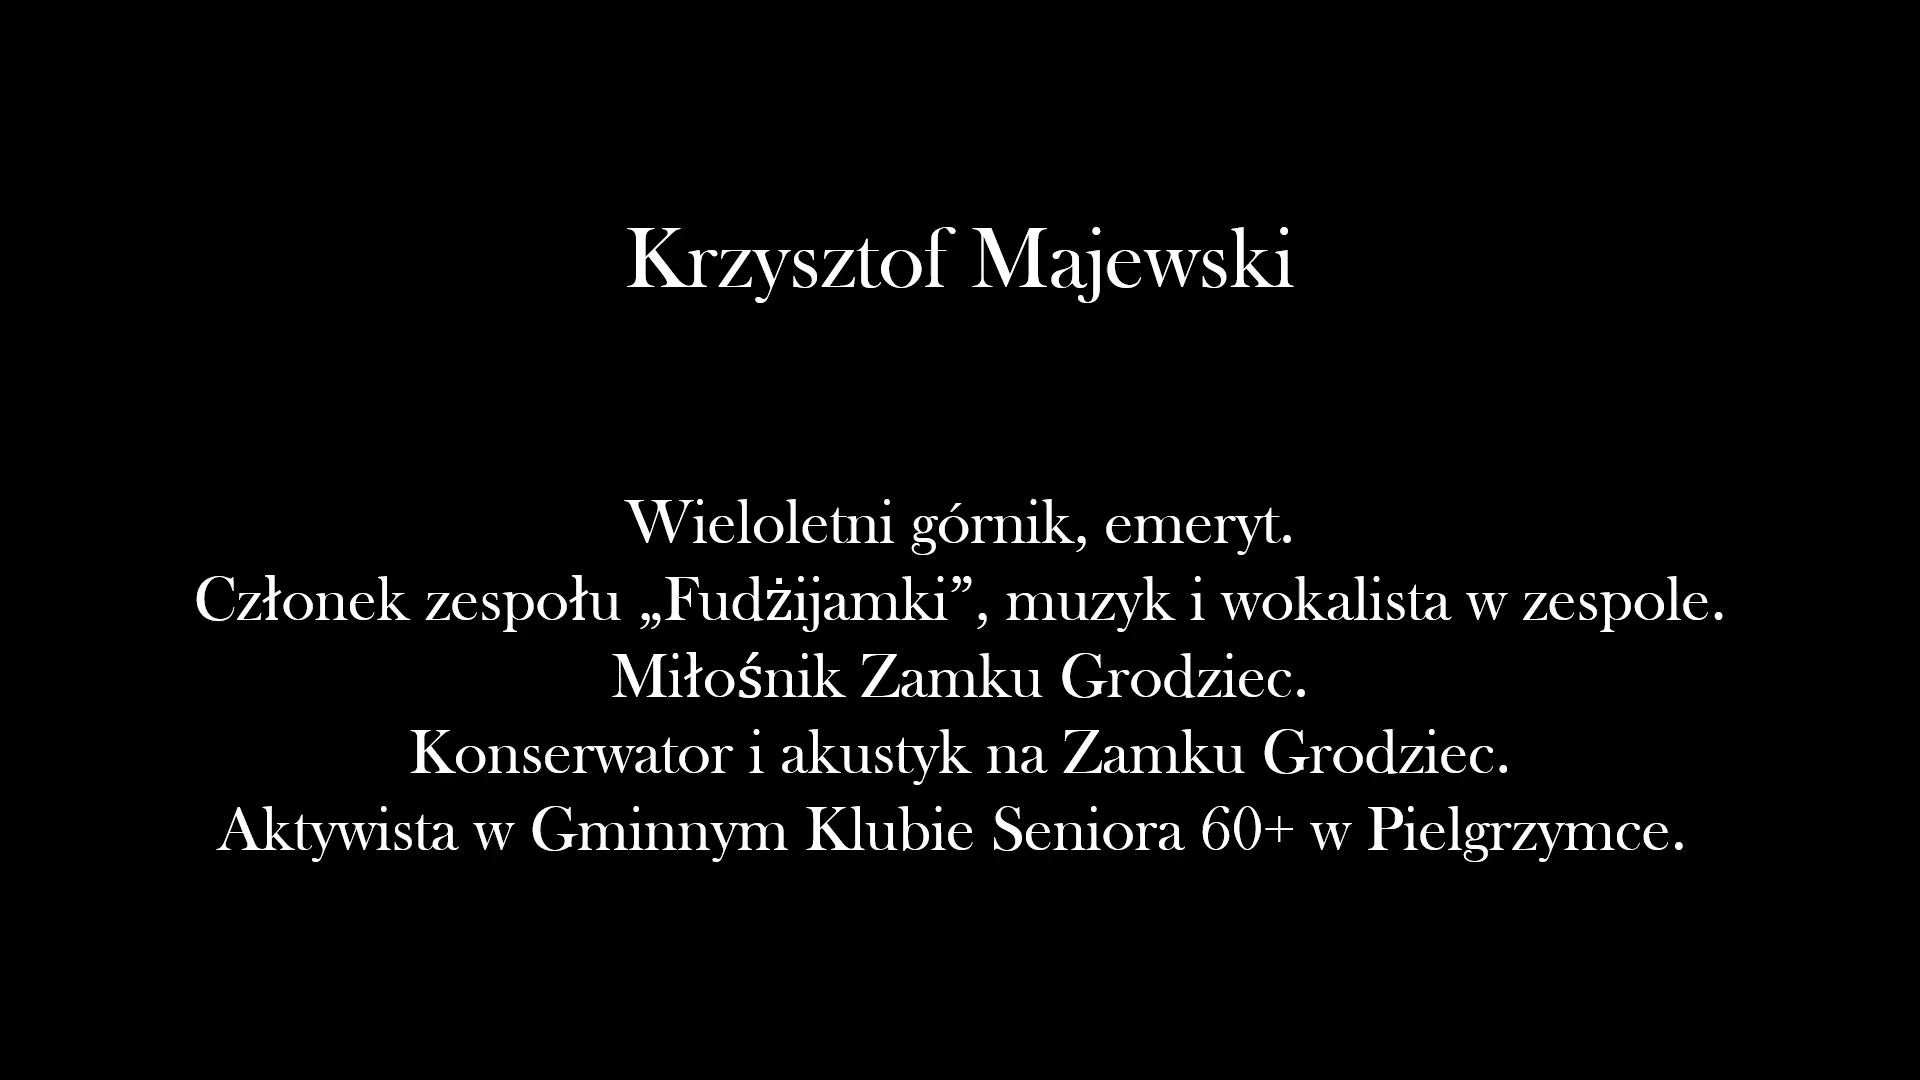 Krzysztof Majewski
Wieloletni górnik, emeryt.
Członek zespołu „Fudżijamki”, muzyk i wokalista w zespole.
Miłośnik Zamku Grodziec.
Konserwator i akustyk na Zamku Grodziec.
Aktywista w Gminnym Klubie Seniora 60+ w Pielgrzymce.